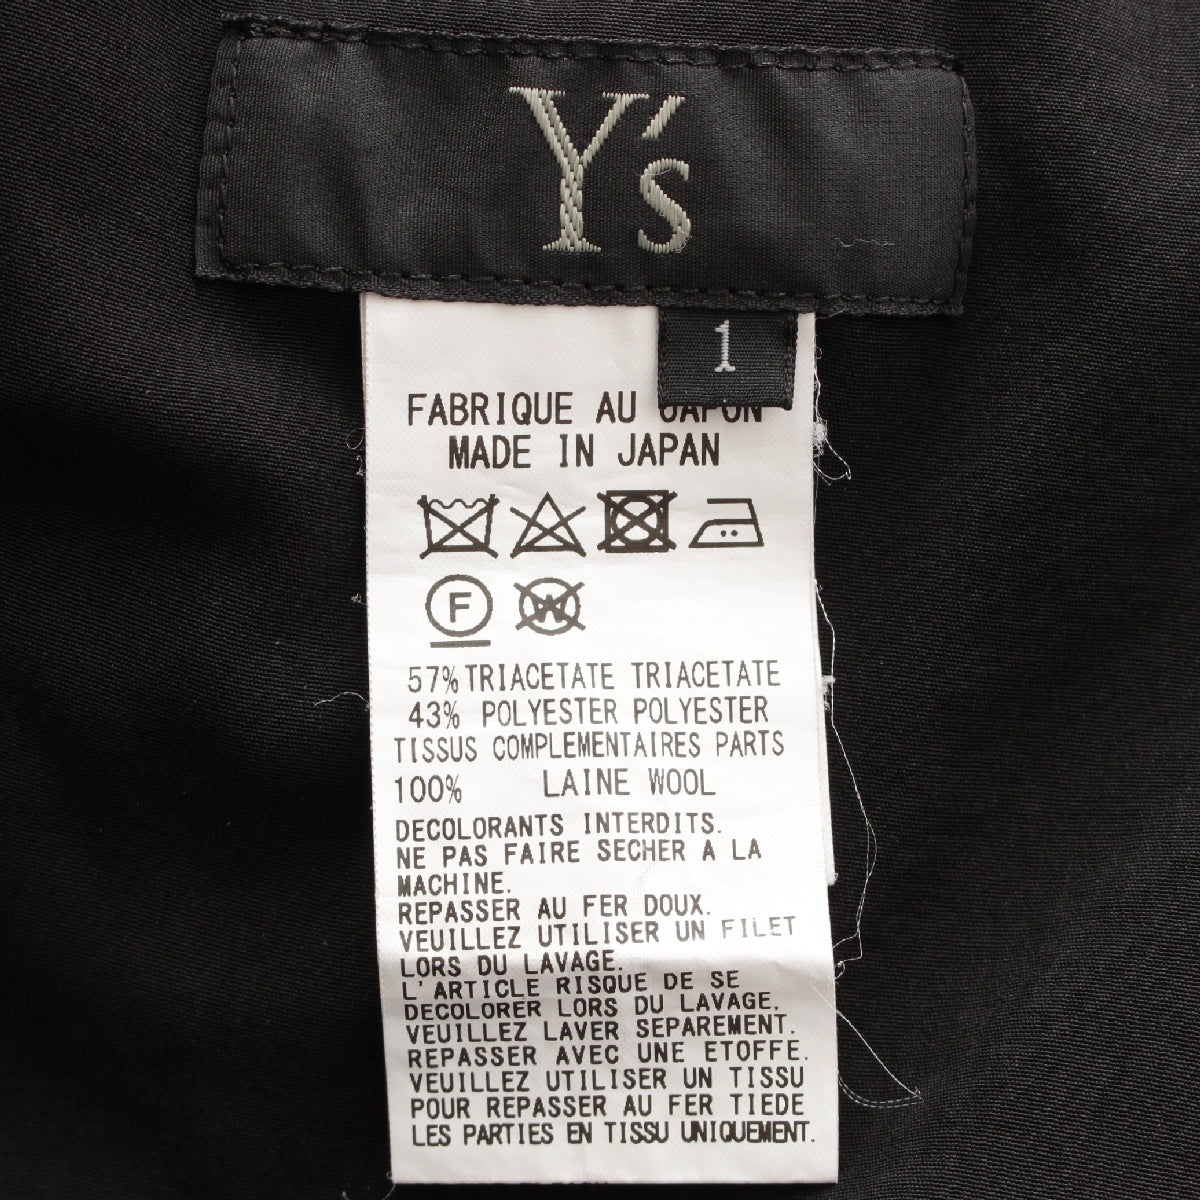 Y's
1
FABRIQUE AU JAPON
MADE IN JAPAN
F
W
57% TRIACETATE TRIACETATE
43% POLYESTER POLYESTER
TISSUS COMPLEMENTAIRES PARTS
100% LAINE WOOL
DECOLORANTS INTERDITS.
NE PAS FAIRE SECHER A LA
MACHINE.
REPASSER AU FER DOUX.
VEUILLEZ UTILISER UN FILET
LORS DU LAVAGE.
L'ARTICLE RISQUE DE SE
DECOLORER LORS DU LAVAGE.
VEUILLEZ LAVER SEPAREMENT.
REPASSER AVEC UNE ETOFFE.
VEUILLEZ UTILISER UN TISSU
POUR REPASSER AU FER TIEDE
LES PARTIES EN TISSU UNIQUEMENT.